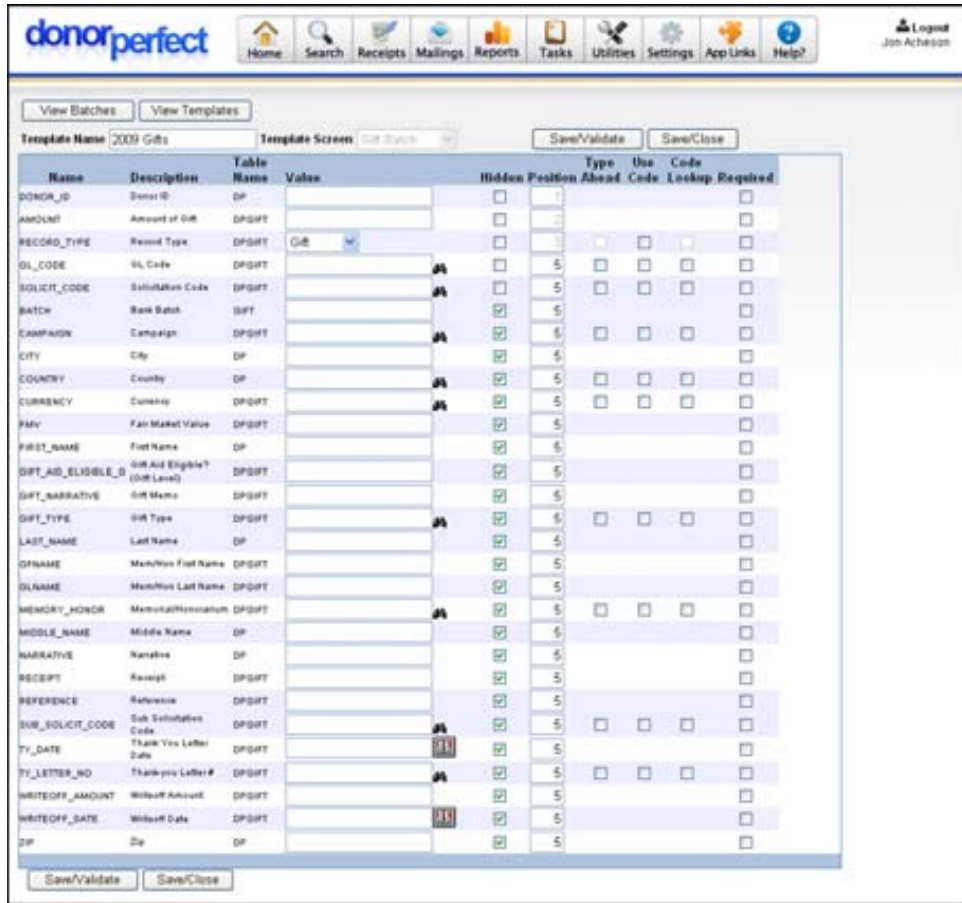 donorperfect
Home Search Receipts Mailings Reports Tasks Utilities Settings App Links Help?
Logout
Jon Acheson
View Batches View Templates
Template Name 2009 Gifts Template Screen Gift Batch Save/Validate Save/Close
Name Description Table Name Value Hidden Position Type Ahead Use Code Code Lookup Required
DONOR_ID Donor ID DP 1
AMOUNT Amount of Gift DPGIFT 2
RECORD_TYPE Record Type DPGIFT Gift 3
GL_CODE GL Code DPGIFT 5
SOLICIT_CODE Solicitation Code DPGIFT 5
BATCH Bank Batch GIFT 5
CAMPAIGN Campaign DPGIFT 5
CITY City DP 5
COUNTRY Country DP 5
CURRENCY Currency DPGIFT 5
FMV Fair Market Value DPGIFT 5
FIRST_NAME First Name DP 5
GIFT_AID_ELIGIBLE_G Gift Aid Eligible? (Gift Level) DPGIFT 5
GIFT_NARRATIVE Gift Memo DPGIFT 5
GIFT_TYPE Gift Type DPGIFT 5
LAST_NAME Last Name DP 5
GFNAME Mem/Hon First Name DPGIFT 5
GLNAME Mem/Hon Last Name DPGIFT 5
MEMORY_HONOR Memorial/Honorarium DPGIFT 5
MIDDLE_NAME Middle Name DP 5
NARRATIVE Narrative DP 5
RECEIPT Receipt DPGIFT 5
REFERENCE Reference DPGIFT 5
SUB_SOLICIT_CODE Sub Solicitation Code DPGIFT 5
TY_DATE Thank You Letter Date DPGIFT 5
TY_LETTER_NO Thank-you Letter# DPGIFT 5
WRITEOFF_AMOUNT Writeoff Amount DPGIFT 5
WRITEOFF_DATE Writeoff Date DPGIFT 5
ZIP Zip DP 5
Save/Validate Save/Close